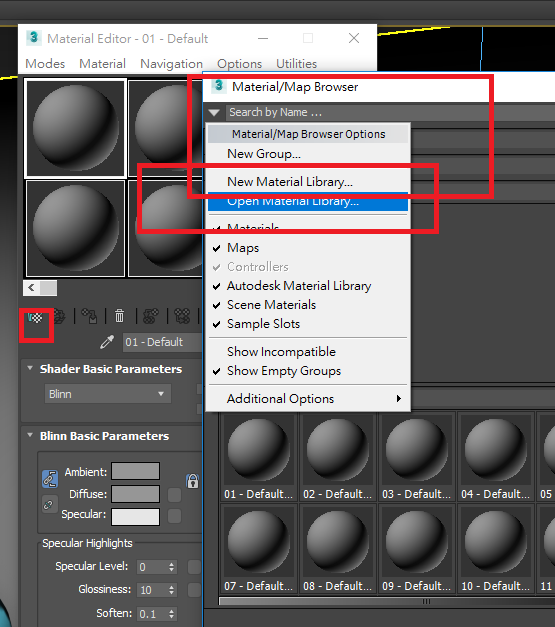 Material Editor - 01 - Default
Modes Material Navigation Options Utilities
01 - Default
Shader Basic Parameters
Blinn
Blinn Basic Parameters
Ambient:
Diffuse:
Specular:
Specular Highlights
Specular Level: 0
Glossiness: 10
Soften: 0.1
Material/Map Browser
Search by Name ...
Material/Map Browser Options
New Group...
New Material Library...
Open Material Library...
Materials
Maps
Controllers
Autodesk Material Library
Scene Materials
Sample Slots
Show Incompatible
Show Empty Groups
Additional Options
01 - Default... 02 - Default... 03 - Default... 04 - Default... 05
07 - Default... 08 - Default... 09 - Default... 10 - Default... 11